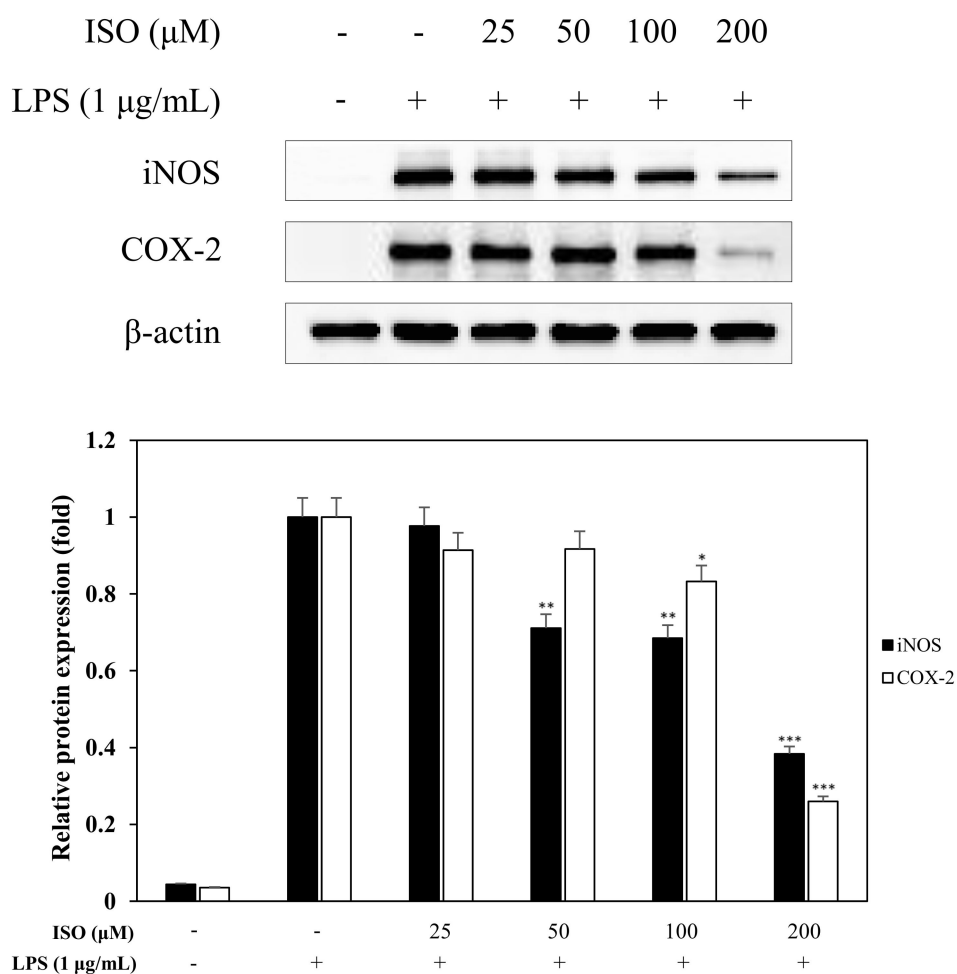 ISO (μM) - - 25 50 100 200
LPS (1 μg/mL) - + + + + +
iNOS
COX-2
β-actin
1.2
1
0.8
0.6
0.4
0.2
0
Relative protein expression (fold)
** ** * *** ***
iNOS
COX-2
ISO (μM) - - 25 50 100 200
LPS (1 μg/mL) - + + + + +